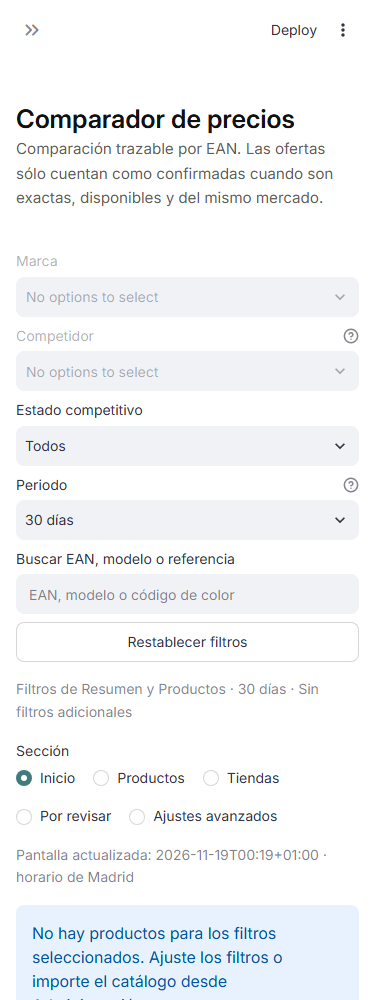 Deploy
Comparador de precios
Comparación trazable por EAN. Las ofertas
sólo cuentan como confirmadas cuando son
exactas, disponibles y del mismo mercado.
Marca
No options to select
Competidor
No options to select
Estado competitivo
Todos
Periodo
30 días
Buscar EAN, modelo o referencia
EAN, modelo o código de color
Restablecer filtros
Filtros de Resumen y Productos · 30 días · Sin
filtros adicionales
Sección
Inicio Productos Tiendas
Por revisar Ajustes avanzados
Pantalla actualizada: 2026-11-19T00:19+01:00 ·
horario de Madrid
No hay productos para los filtros
seleccionados. Ajuste los filtros o
importe el catálogo desde